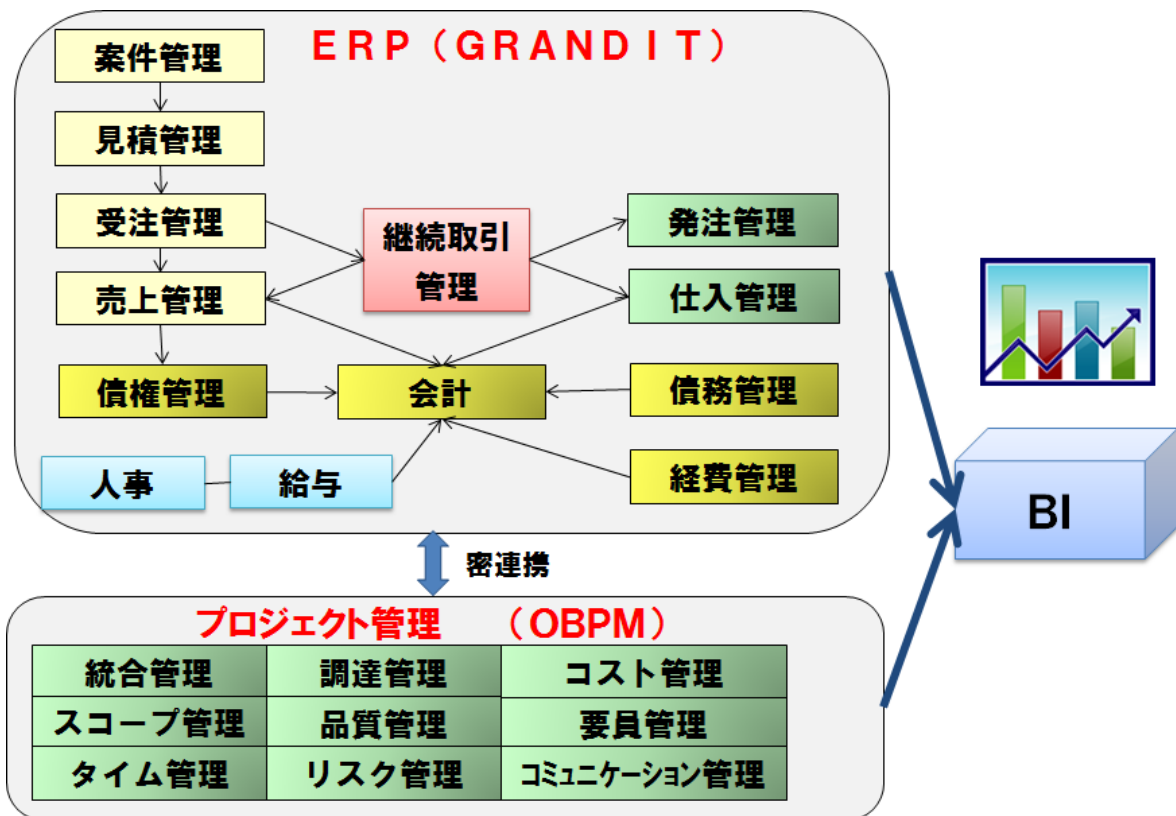 ERP(GRANDIT)
案件管理
見積管理
受注管理
継続取引
管理
発注管理
売上管理
仕入管理
債権管理
会計
債務管理
人事
給与
経費管理
BI
密連携
プロジェクト管理 (OBPM)
統合管理
調達管理
コスト管理
スコープ管理
品質管理
要員管理
タイム管理
リスク管理
コミュニケーション管理